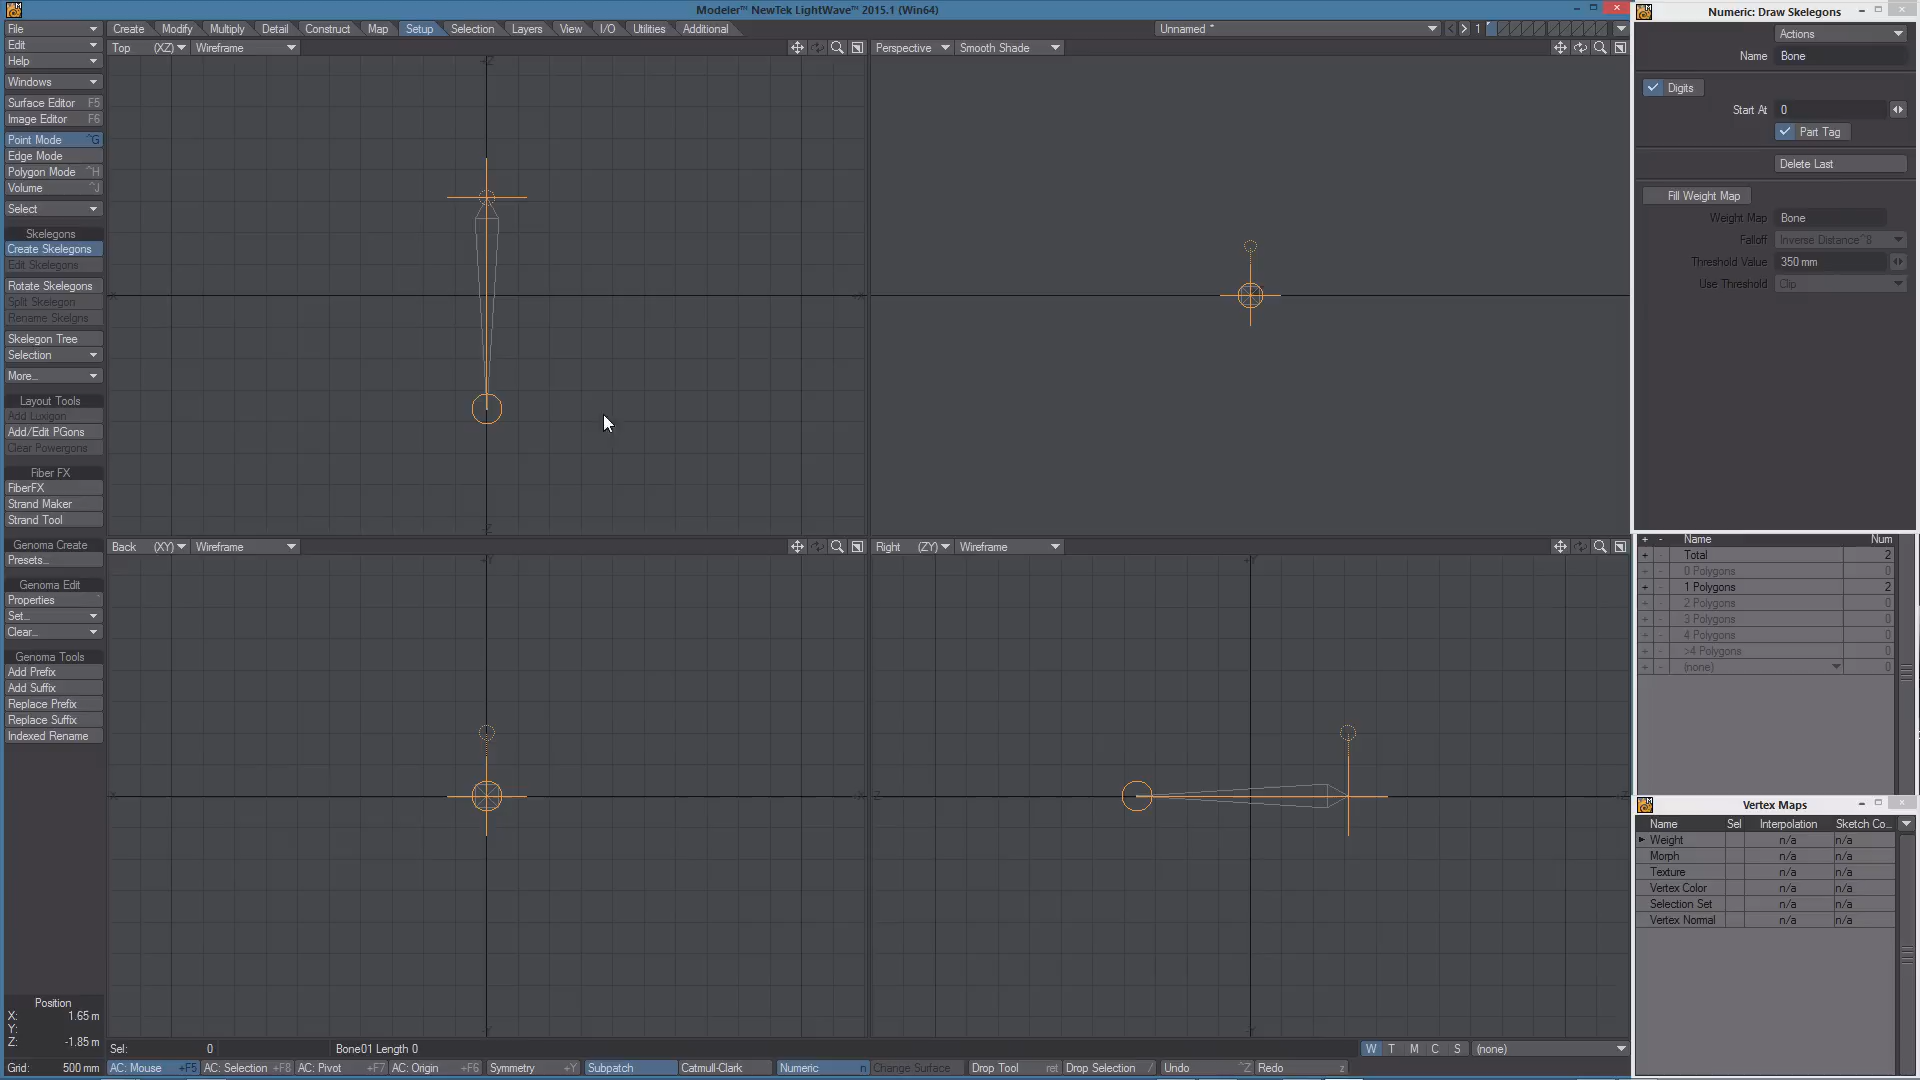 Modeler™ NewTek LightWave™ 2015.1 (Win64)
Numeric: Draw Skelegons
File
Create
Modify
Multiply
Detail
Construct
Map
Setup
Selection
Layers
View
I/O
Utilities
Additional
Unnamed *
1
Actions
Edit
Top (XZ) Wireframe
Perspective Smooth Shade
Name Bone
Help
Windows
Digits
Surface Editor F5
Start At 0
Image Editor F6
Part Tag
Point Mode ^G
Edge Mode
Delete Last
Polygon Mode ^H
Volume ^J
Fill Weight Map
Select
Weight Map Bone
Skelegons
Falloff Inverse Distance^8
Create Skelegons
Threshold Value 350 mm
Edit Skelegons
Use Threshold Clip
Rotate Skelegons
Split Skelegon
Rename Skelgns
Skelegon Tree
Selection
More...
Layout Tools
Add Luxigon
Add/Edit PGons
Clear Powergons
Fiber FX
FiberFX
Strand Maker
Strand Tool
Genoma Create
Presets...
Genoma Edit
Properties
Set...
Clear...
Genoma Tools
Add Prefix
Add Suffix
Replace Prefix
Replace Suffix
Indexed Rename
Back (XY) Wireframe
Right (ZY) Wireframe
+ - Name Num
+ - Total 2
+ - 0 Polygons 0
+ - 1 Polygons 2
+ - 2 Polygons 0
+ - 3 Polygons 0
+ - 4 Polygons 0
+ - >4 Polygons 0
+ - (none) 0
Vertex Maps
Name Sel Interpolation Sketch Co...
Weight n/a n/a
Morph n/a n/a
Texture n/a n/a
Vertex Color n/a n/a
Selection Set n/a n/a
Vertex Normal n/a n/a
Position
X: 1.65 m
Y:
Z: -1.85 m
Sel: 0
Bone01 Length 0
W T M C S (none)
Grid: 500 mm
AC: Mouse +F5
AC: Selection +F8
AC: Pivot +F7
AC: Origin +F6
Symmetry +Y
Subpatch
Catmull-Clark
Numeric n
Change Surface
Drop Tool ret
Drop Selection /
Undo ^Z
Redo z